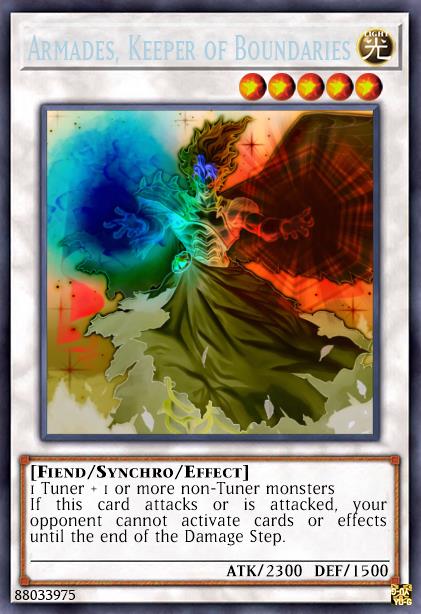 Armades, Keeper of Boundaries
LIGHT
光
[Fiend/Synchro/Effect]
1 Tuner + 1 or more non-Tuner monsters
If this card attacks or is attacked, your
opponent cannot activate cards or effects
until the end of the Damage Step.
ATK/2300 DEF/1500
88033975